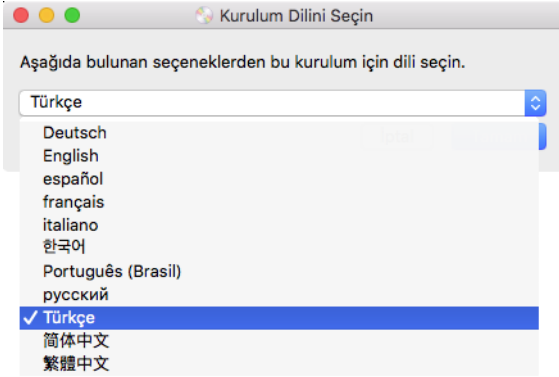 Kurulum Dilini Seçin
Aşağıda bulunan seçeneklerden bu kurulum için dili seçin.
Türkçe
Deutsch
English
español
français
italiano
한국어
Português (Brasil)
русский
✓ Türkçe
简体中文
繁體中文